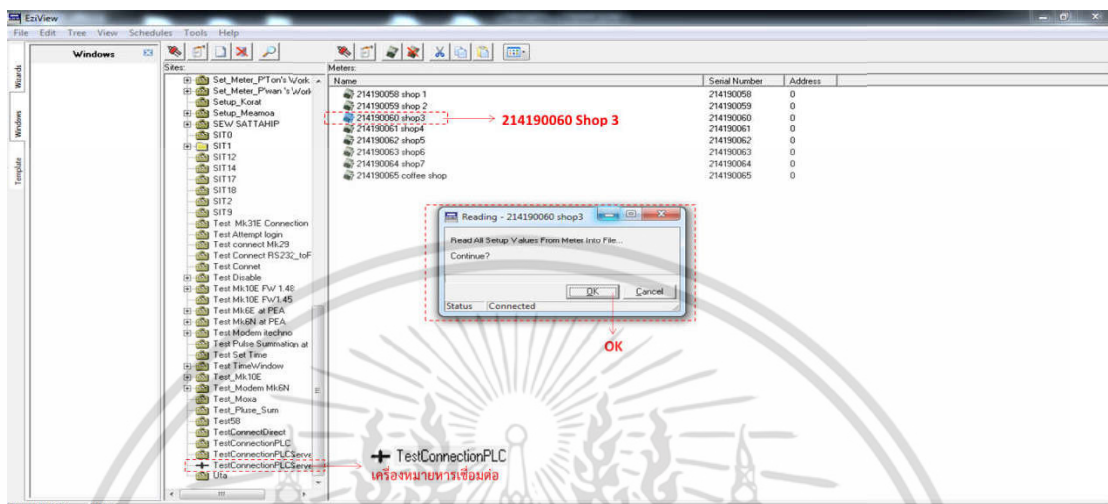 EziView
File Edit Tree View Schedules Tools Help
Windows
Wizards
Windows
Template
Sites:
Set_Meter_P'Ton's Work
Set_Meter_P'wan 's Work
Setup_Korat
Setup_Meamoa
SEW SATTAHIP
SIT0
SIT1
SIT12
SIT14
SIT17
SIT18
SIT2
SIT9
Test Mk31E Connection
Test Attempt login
Test connect Mk29
Test Connect RS232_toF
Test Connet
Test Disable
Test Mk10E FW 1.48
Test Mk10E FW1.45
Test Mk6E at PEA
Test Mk6N at PEA
Test Modem itechno
Test Pulse Summation at
Test Set Time
Test TimeWindow
Test_Mk10E
Test_Modem Mk6N
Test_Moxa
Test_Pluse_Sum
Test58
TestConnectDirect
TestConnectionPLC
TestConnectionPLCServe
TestConnectionPLCServe
Uta
Meters:
Name Serial Number Address
214190058 shop 1 214190058 0
214190059 shop 2 214190059 0
214190060 shop3 214190060 0
214190061 shop4 214190061 0
214190062 shop5 214190062 0
214190063 shop6 214190063 0
214190064 shop7 214190064 0
214190065 coffee shop 214190065 0
214190060 Shop 3
Reading - 214190060 shop3
Read All Setup Values From Meter Into File...
Continue?
OK Cancel
Status Connected
OK
TestConnectionPLC
เครื่องหมายหารเชื่อมต่อ